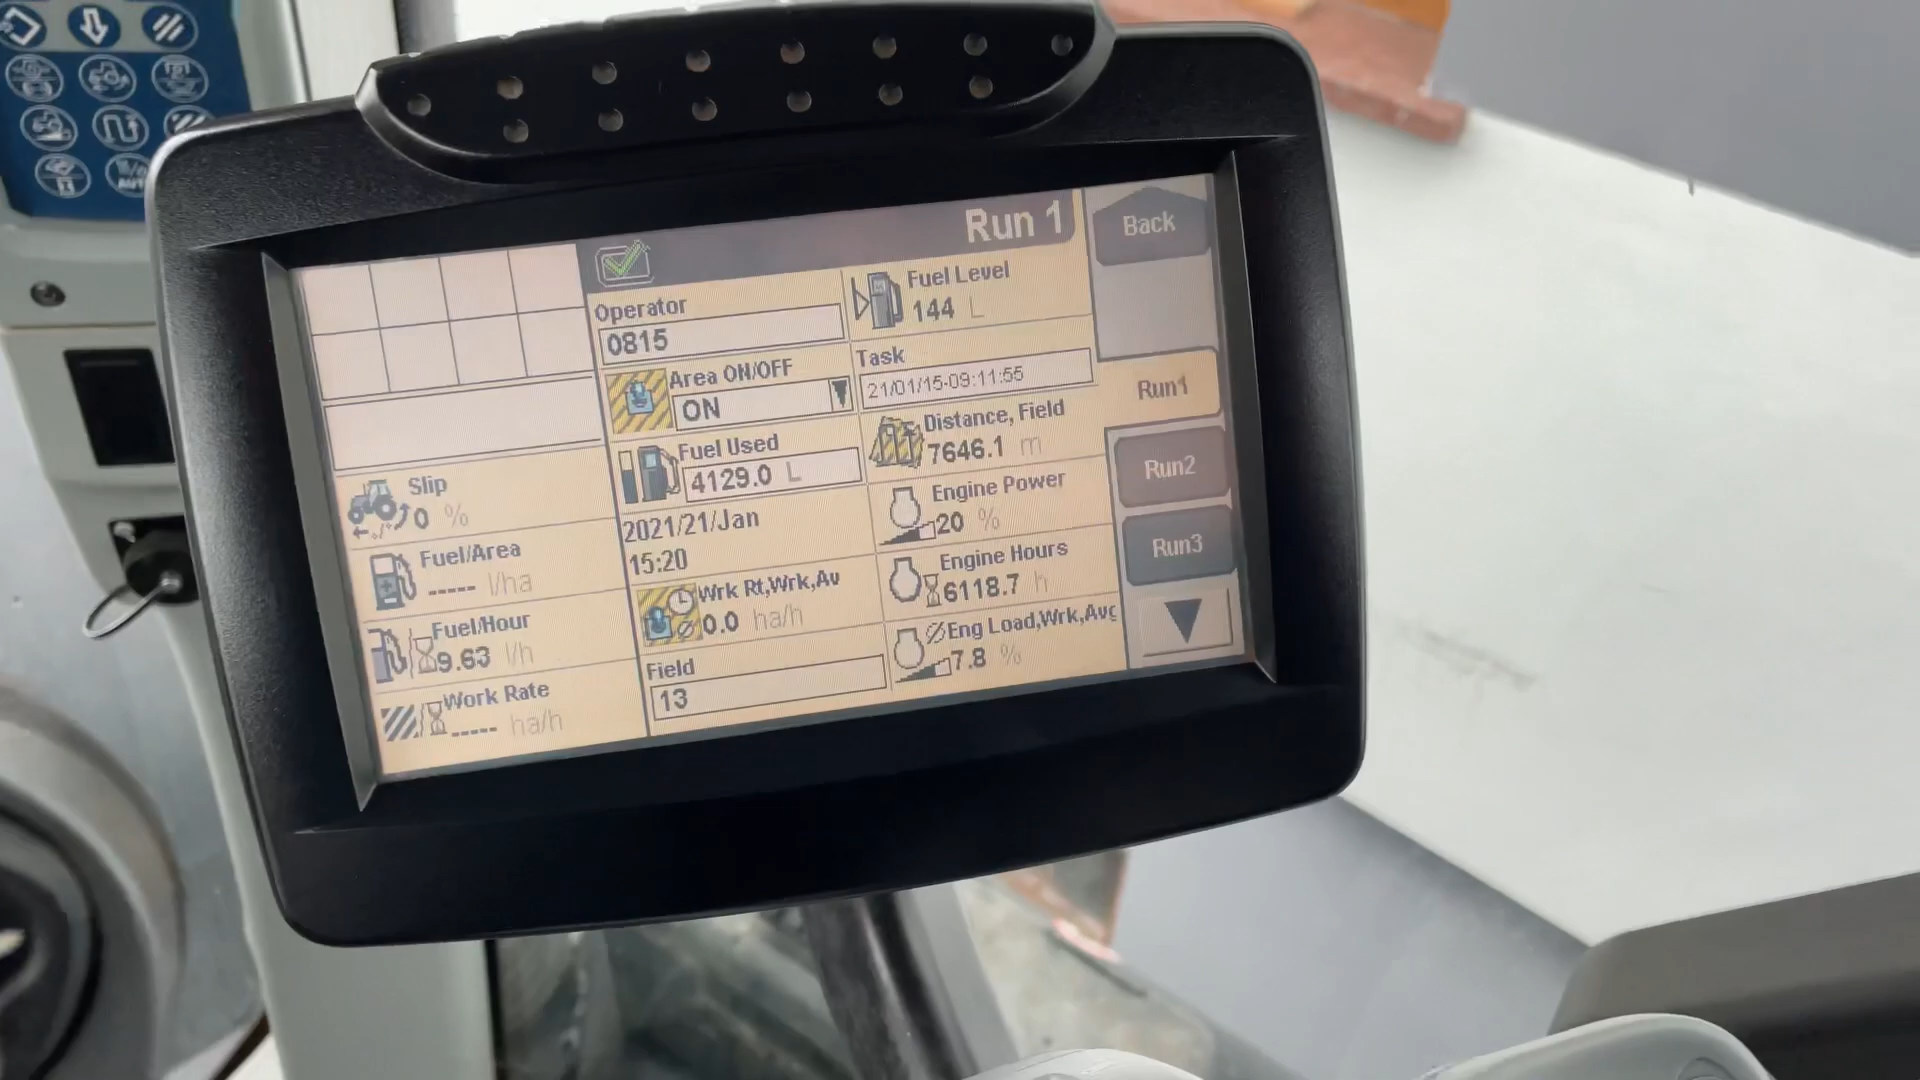 Run 1
Back
Operator
0815
Fuel Level
144 L
Area ON/OFF
ON
Task
21/01/15-09:11:55
Run1
Fuel Used
4129.0 L
Distance, Field
7646.1 m
Run2
Slip
0 %
2021/21/Jan
15:20
Engine Power
20 %
Run3
Fuel/Area
----- l/ha
Wrk Rt,Wrk,Av
0.0 ha/h
Engine Hours
6118.7 h
Fuel/Hour
9.63 l/h
Field
13
Eng Load,Wrk,Avg
7.8 %
Work Rate
----- ha/h